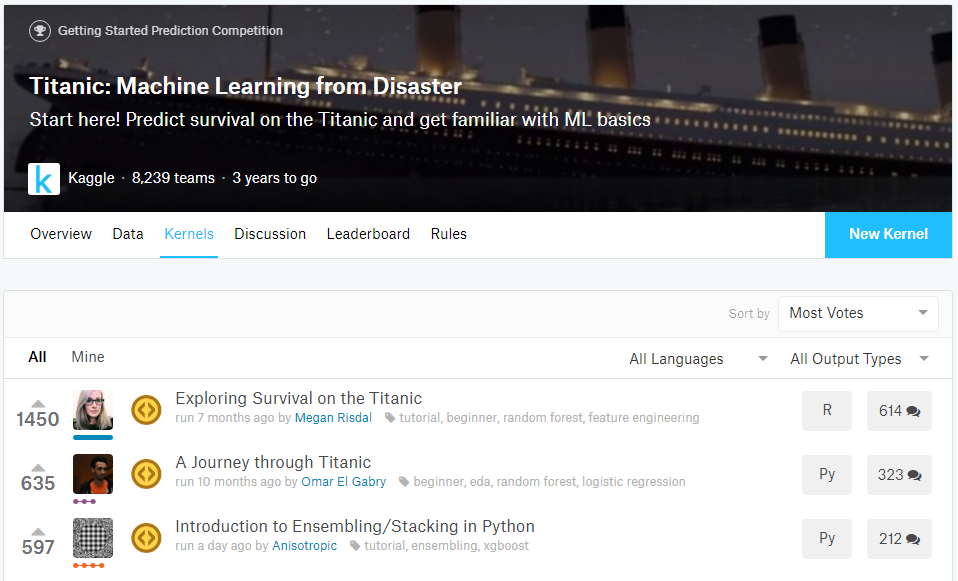 Getting Started Prediction Competition
Titanic: Machine Learning from Disaster
Start here! Predict survival on the Titanic and get familiar with ML basics
k Kaggle · 8,239 teams · 3 years to go
Overview Data Kernels Discussion Leaderboard Rules New Kernel
Sort by Most Votes
All Mine All Languages All Output Types
1450 Exploring Survival on the Titanic R 614
run 7 months ago by Megan Risdal tutorial, beginner, random forest, feature engineering
635 A Journey through Titanic Py 323
run 10 months ago by Omar El Gabry beginner, eda, random forest, logistic regression
597 Introduction to Ensembling/Stacking in Python Py 212
run a day ago by Anisotropic tutorial, ensembling, xgboost